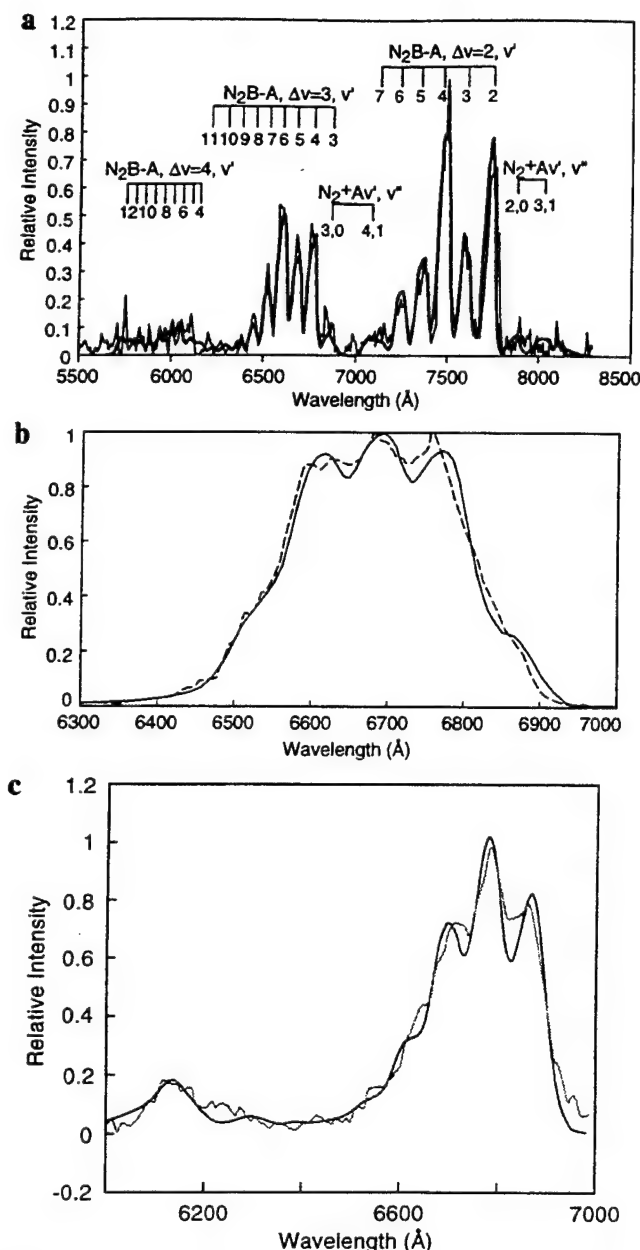 a
1.2
1.1
1
0.9
0.8
0.7
0.6
0.5
0.4
0.3
0.2
0.1
0
Relative Intensity
N2B-A, Δv=2, v'
7 6 5 4 3 2
N2B-A, Δv=3, v'
11 10 9 8 7 6 5 4 3
N2B-A, Δv=4, v'
12 10 8 6 4
N2+Av', v"
3,0 4,1
N2+Av', v"
2,0 3,1
5500 6000 6500 7000 7500 8000 8500
Wavelength (Å)
b
1
0.8
0.6
0.4
0.2
0
Relative Intensity
6300 6400 6500 6600 6700 6800 6900 7000
Wavelength (Å)
c
1.2
1
0.8
0.6
0.4
0.2
0
-0.2
Relative Intensity
6200 6600 7000
Wavelength (Å)